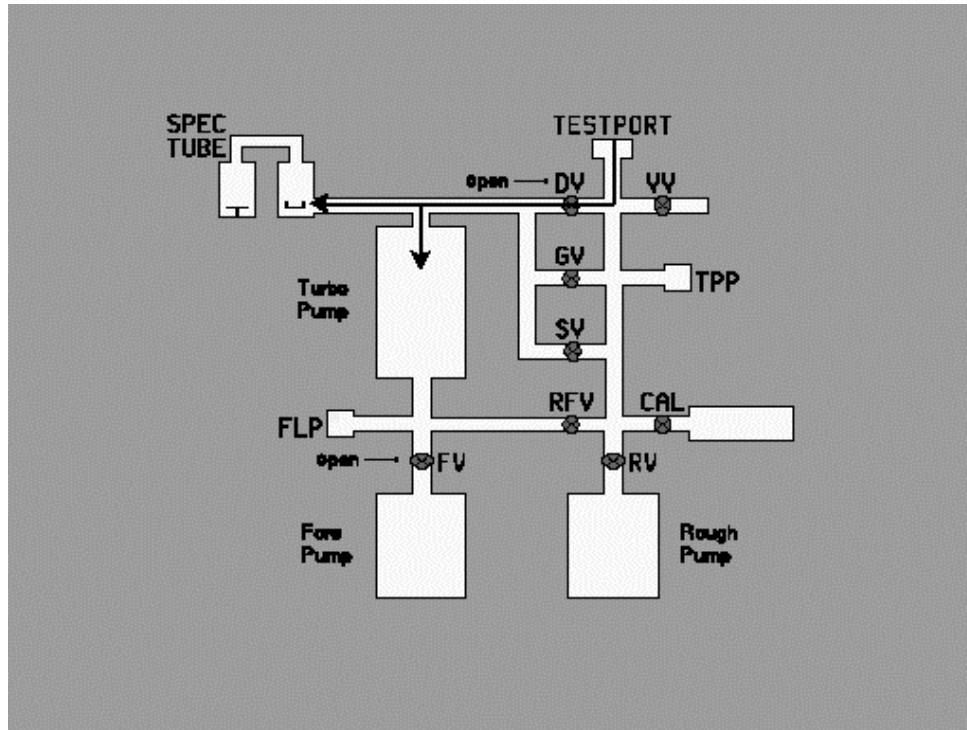 SPEC
TUBE
TESTPORT
Open
DV
VV
GV
TPP
Turbo
Pump
SV
RFV
CAL
FLP
Open
FV
RV
Fore
Pump
Rough
Pump